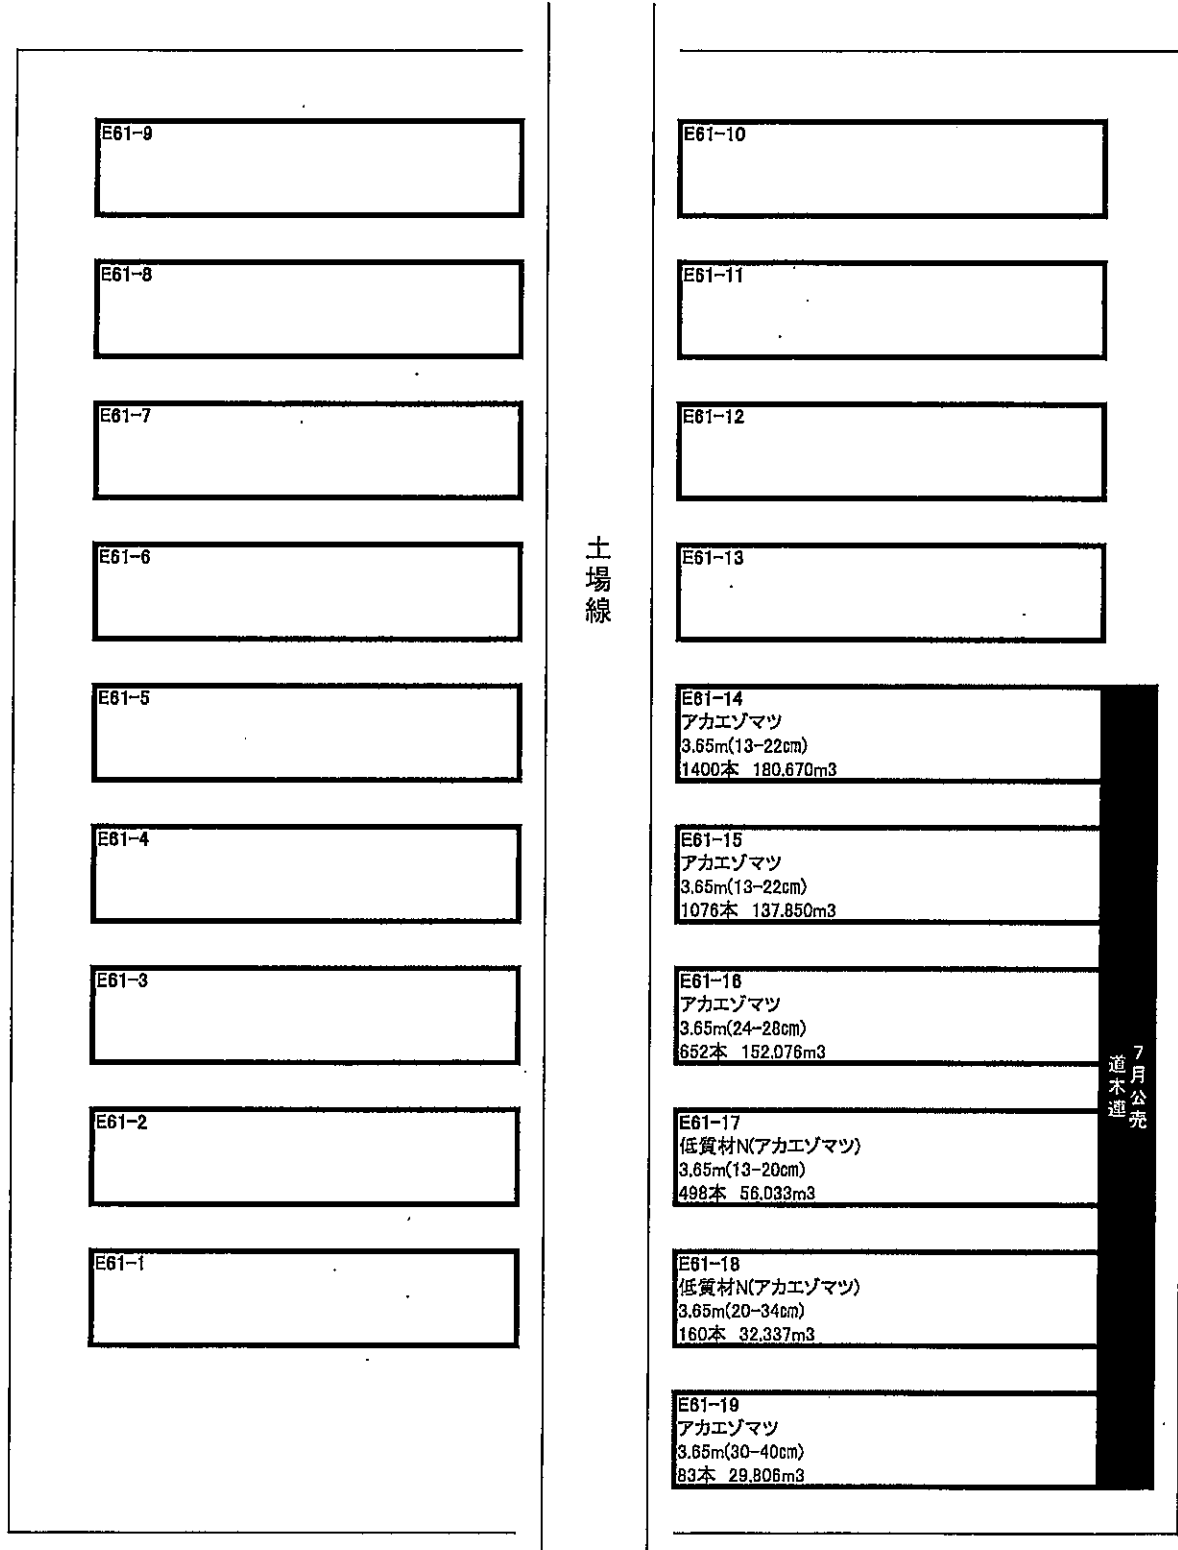 E61-9
E61-8
E61-7
E61-6
E61-5
E61-4
E61-3
E61-2
E61-1
土場線
E61-10
E61-11
E61-12
E61-13
E61-14
アカエゾマツ
3.65m(13-22cm)
1400本 180.670m3
E61-15
アカエゾマツ
3.65m(13-22cm)
1076本 137.850m3
E61-16
アカエゾマツ
3.65m(24-28cm)
652本 152.076m3
E61-17
低質材N(アカエゾマツ)
3.65m(13-20cm)
498本 56.033m3
E61-18
低質材N(アカエゾマツ)
3.65m(20-34cm)
160本 32.337m3
E61-19
アカエゾマツ
3.65m(30-40cm)
83本 29.806m3
7月公売
道木連